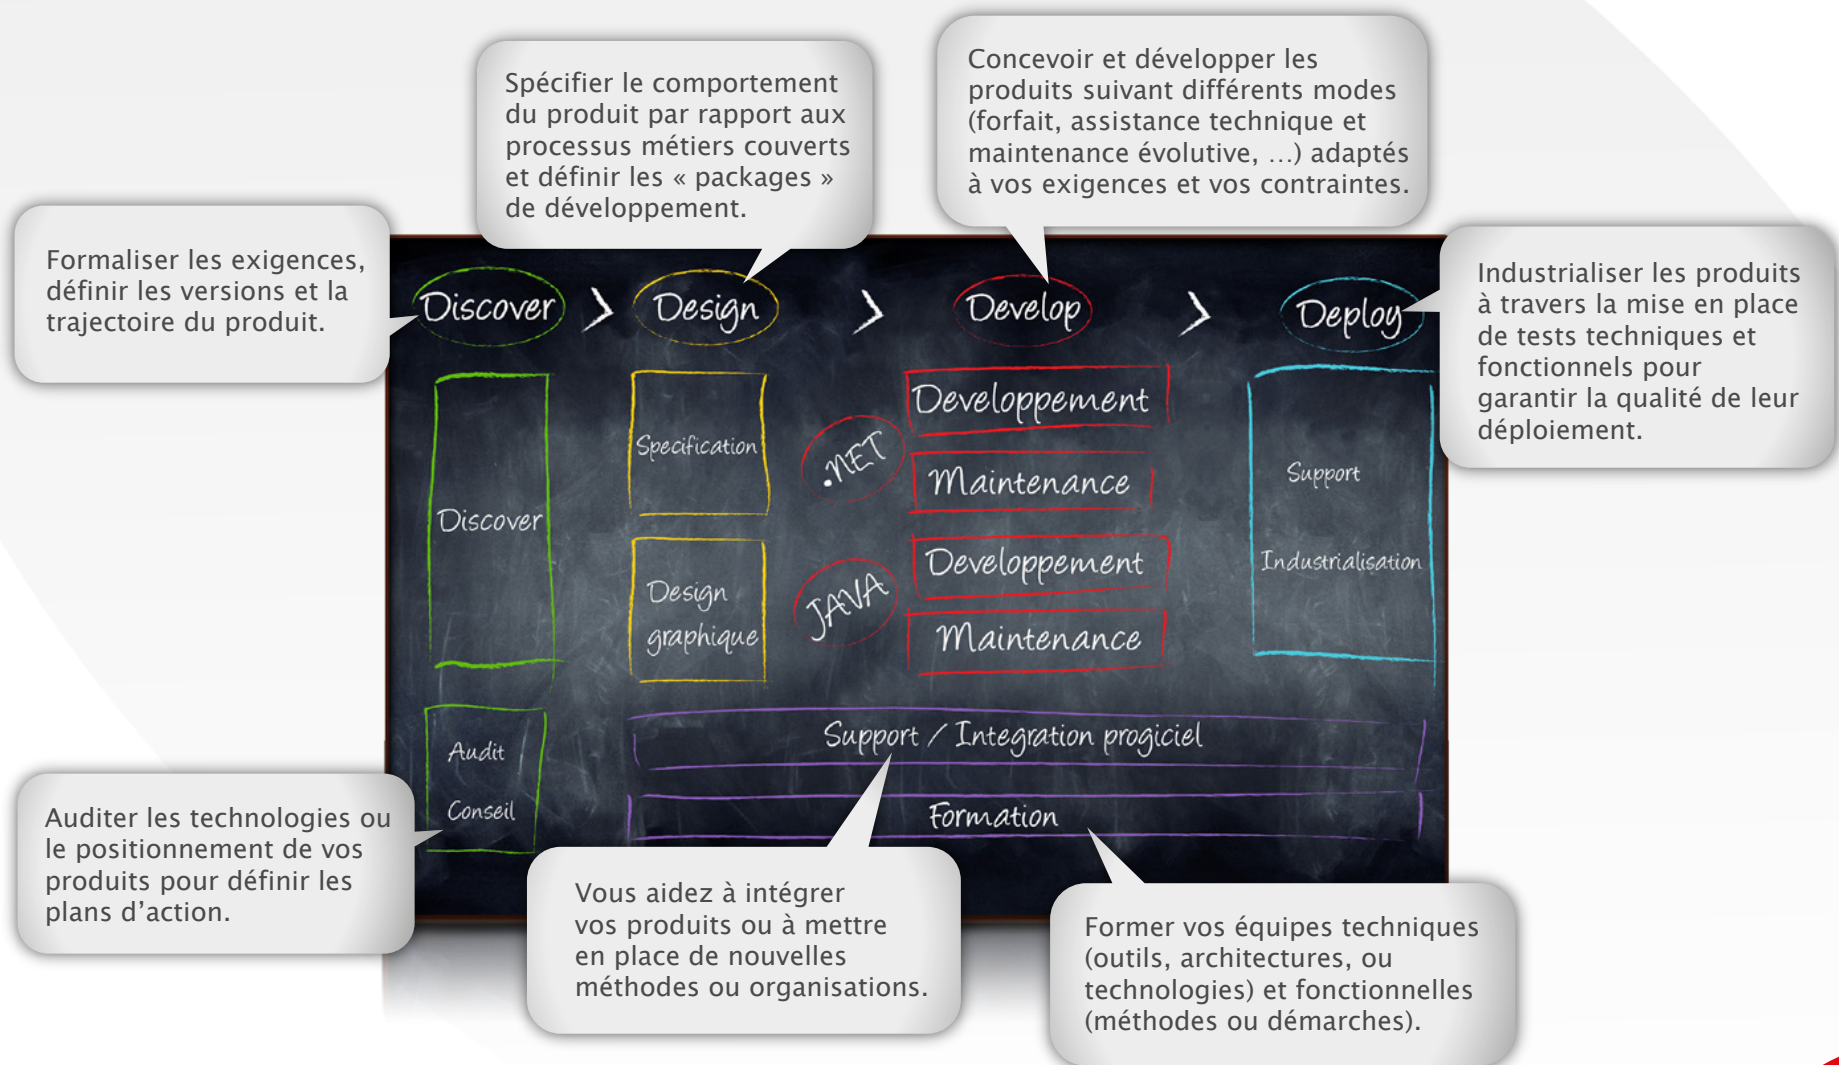 Spécifier le comportement
du produit par rapport aux
processus métiers couverts
et définir les « packages »
de développement.
Concevoir et développer les
produits suivant différents modes
(forfait, assistance technique et
maintenance évolutive, …) adaptés
à vos exigences et vos contraintes.
Formaliser les exigences,
définir les versions et la
trajectoire du produit.
Industrialiser les produits
à travers la mise en place
de tests techniques et
fonctionnels pour
garantir la qualité de leur
déploiement.
Discover > Design > Develop > Deploy
Discover
Specification
Design
graphique
.NET
Developpement
Maintenance
JAVA
Developpement
Maintenance
Support
Industrialisation
Audit
Conseil
Support / Integration progiciel
Formation
Auditer les technologies ou
le positionnement de vos
produits pour définir les
plans d’action.
Vous aidez à intégrer
vos produits ou à mettre
en place de nouvelles
méthodes ou organisations.
Former vos équipes techniques
(outils, architectures, ou
technologies) et fonctionnelles
(méthodes ou démarches).